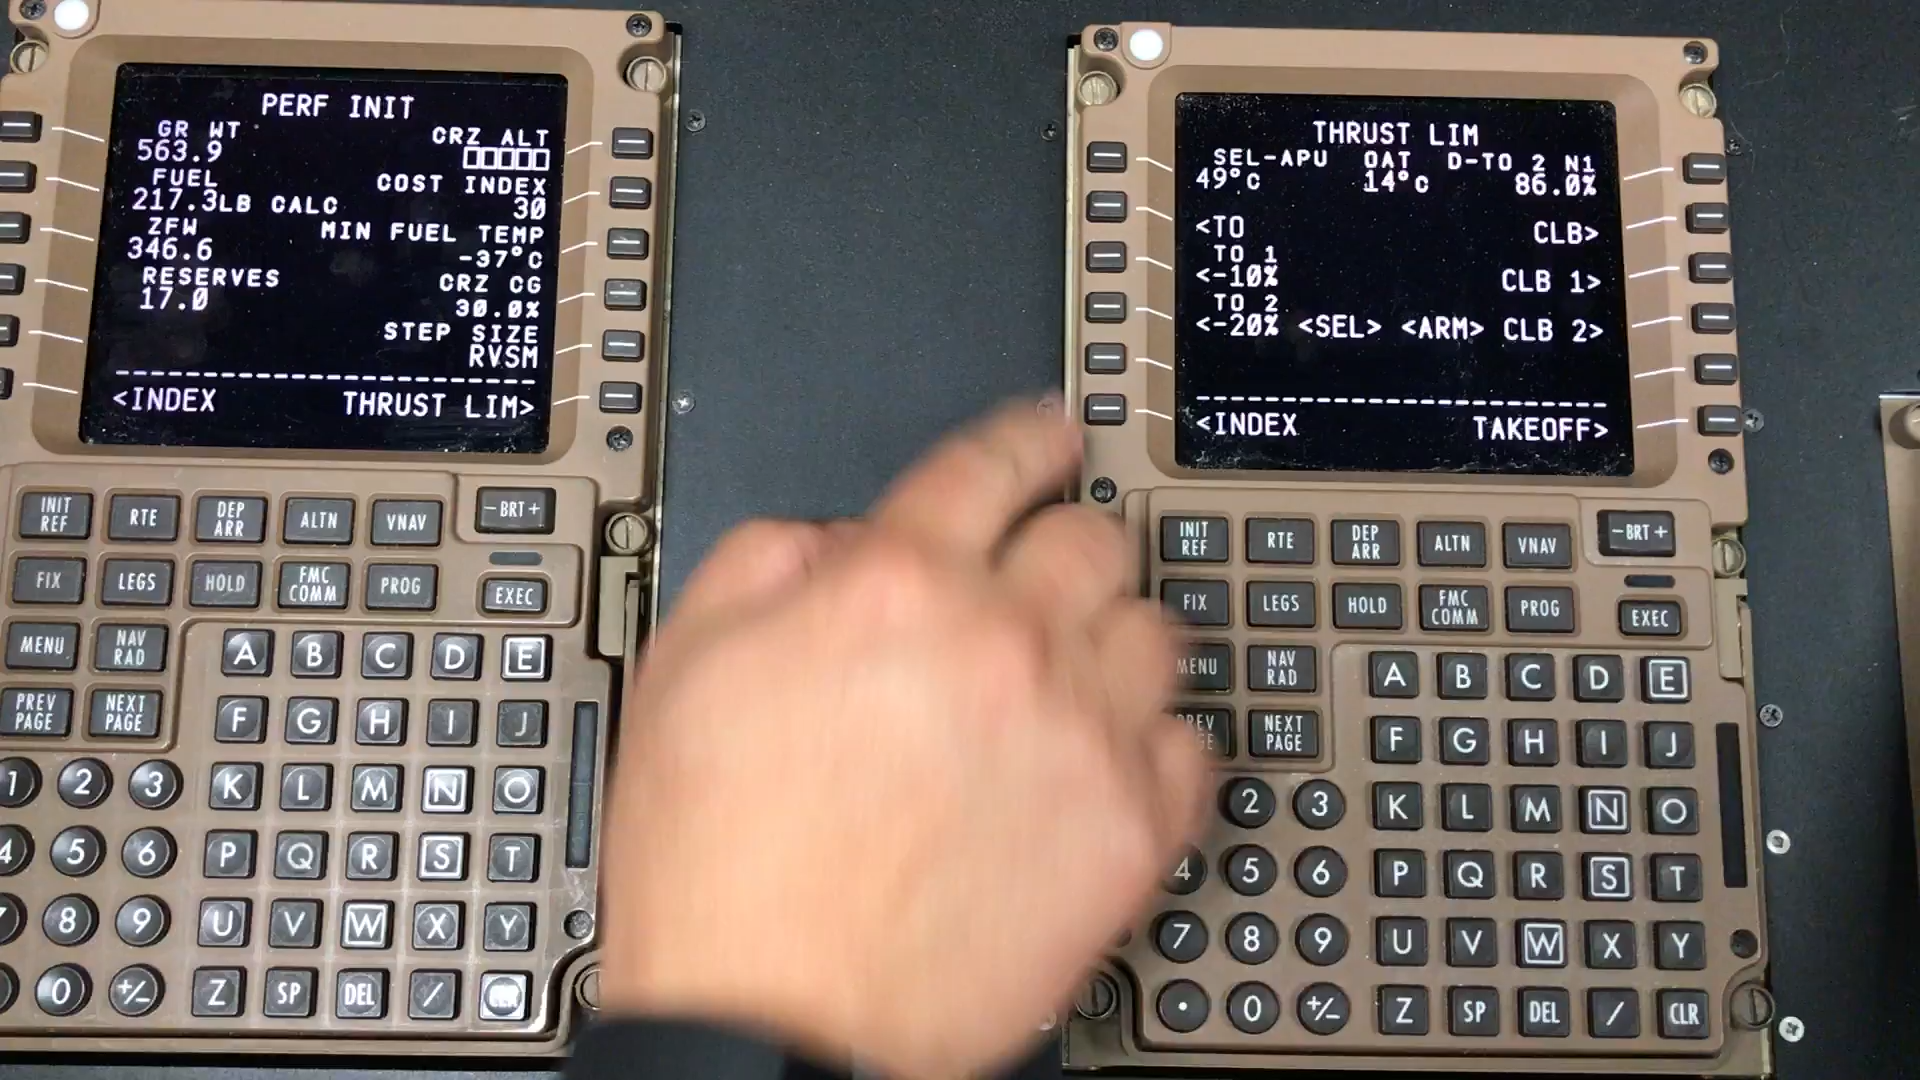 PERF INIT
GR WT CRZ ALT
563.9 □□□□□
FUEL COST INDEX
217.3LB CALC 30
ZFW MIN FUEL TEMP
346.6 -37°C
RESERVES CRZ CG
17.0 30.0%
STEP SIZE
RVSM
<INDEX THRUST LIM>
INIT REF RTE DEP ARR ALTN VNAV -BRT+
FIX LEGS HOLD FMC COMM PROG EXEC
MENU NAV RAD A B C D E
PREV PAGE NEXT PAGE F G H I J
1 2 3 K L M N O
4 5 6 P Q R S T
7 8 9 U V W X Y
0 +/- Z SP DEL / CLR
THRUST LIM
SEL-APU OAT D-TO 2 N1
49°C 14°C 86.0%
<TO CLB>
TO 1
<-10% CLB 1>
TO 2
<-20% <SEL> <ARM> CLB 2>
<INDEX TAKEOFF>
INIT REF RTE DEP ARR ALTN VNAV -BRT+
FIX LEGS HOLD FMC COMM PROG EXEC
MENU NAV RAD A B C D E
PREV PAGE NEXT PAGE F G H I J
2 3 K L M N O
4 5 6 P Q R S T
7 8 9 U V W X Y
. 0 +/- Z SP DEL / CLR